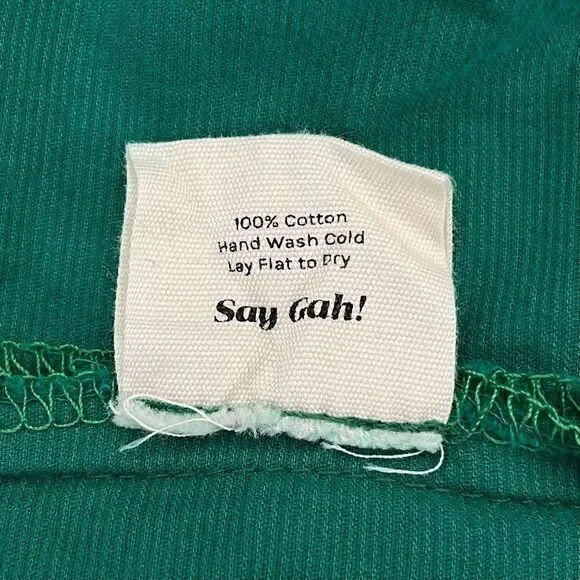 100% Cotton
Hand Wash Cold
Lay Flat to Dry
Say Gah!